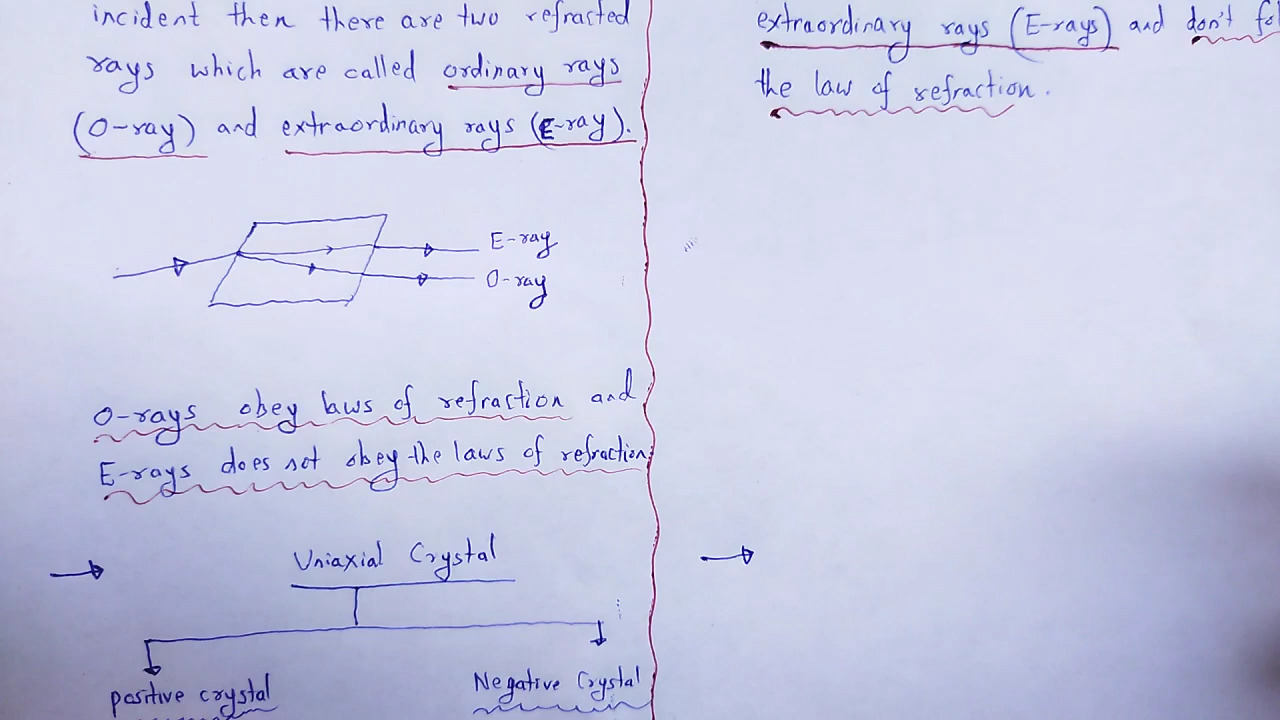 incident then there are two refracted
rays which are called ordinary rays
(O-ray) and extraordinary rays (E-ray).
E-ray
O-ray
O-rays obey laws of refraction and
E-rays does not obey the laws of refraction
Uniaxial Crystal
positive crystal
Negative Crystal
extraordinary rays (E-rays) and don't
the law of refraction.